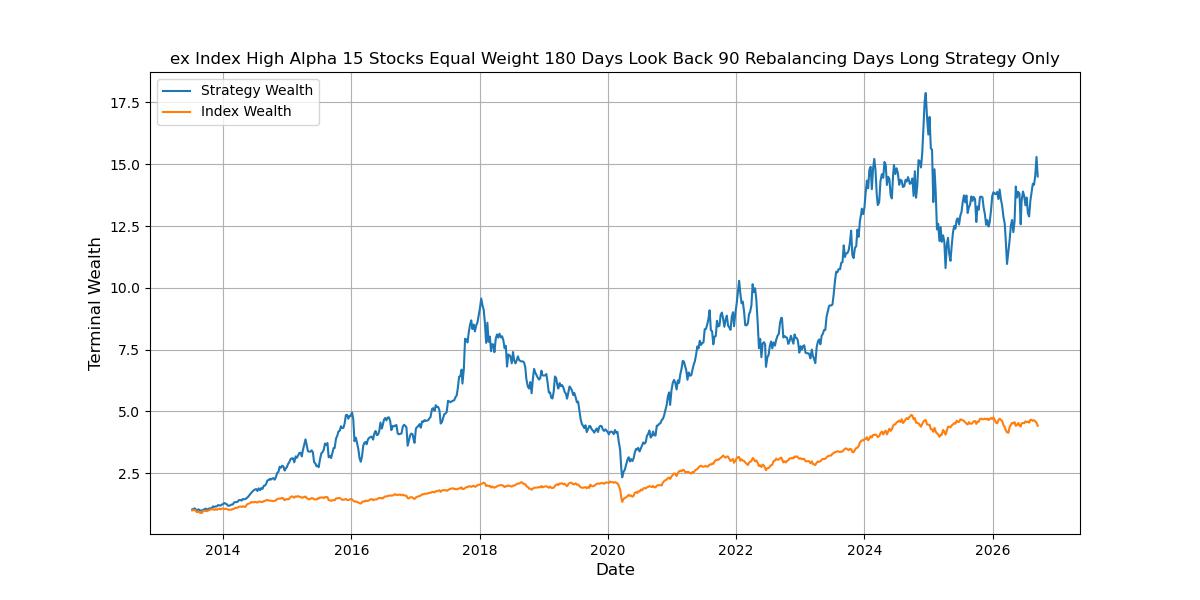 ex Index High Alpha 15 Stocks Equal Weight 180 Days Look Back 90 Rebalancing Days Long Strategy Only
Strategy Wealth
Index Wealth
17.5
15.0
12.5
10.0
7.5
5.0
2.5
Terminal Wealth
2014 2016 2018 2020 2022 2024 2026
Date